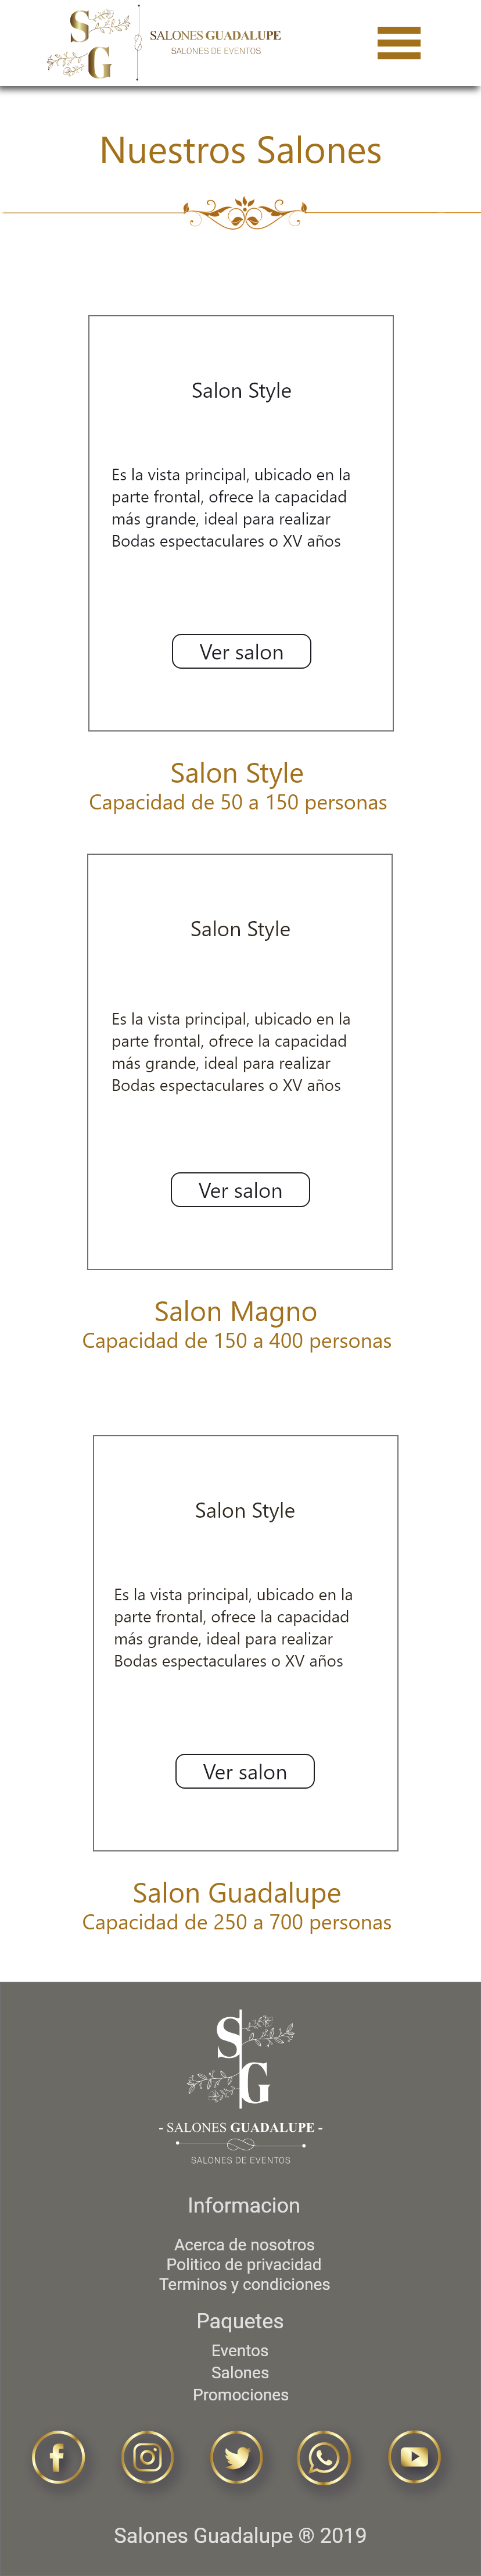 SG
SALONES GUADALUPE
SALONES DE EVENTOS
Nuestros Salones
Salon Style
Es la vista principal, ubicado en la
parte frontal, ofrece la capacidad
más grande, ideal para realizar
Bodas espectaculares o XV años
Ver salon
Salon Style
Capacidad de 50 a 150 personas
Salon Style
Es la vista principal, ubicado en la
parte frontal, ofrece la capacidad
más grande, ideal para realizar
Bodas espectaculares o XV años
Ver salon
Salon Magno
Capacidad de 150 a 400 personas
Salon Style
Es la vista principal, ubicado en la
parte frontal, ofrece la capacidad
más grande, ideal para realizar
Bodas espectaculares o XV años
Ver salon
Salon Guadalupe
Capacidad de 250 a 700 personas
SG
- SALONES GUADALUPE -
SALONES DE EVENTOS
Informacion
Acerca de nosotros
Politico de privacidad
Terminos y condiciones
Paquetes
Eventos
Salones
Promociones
Salones Guadalupe ® 2019